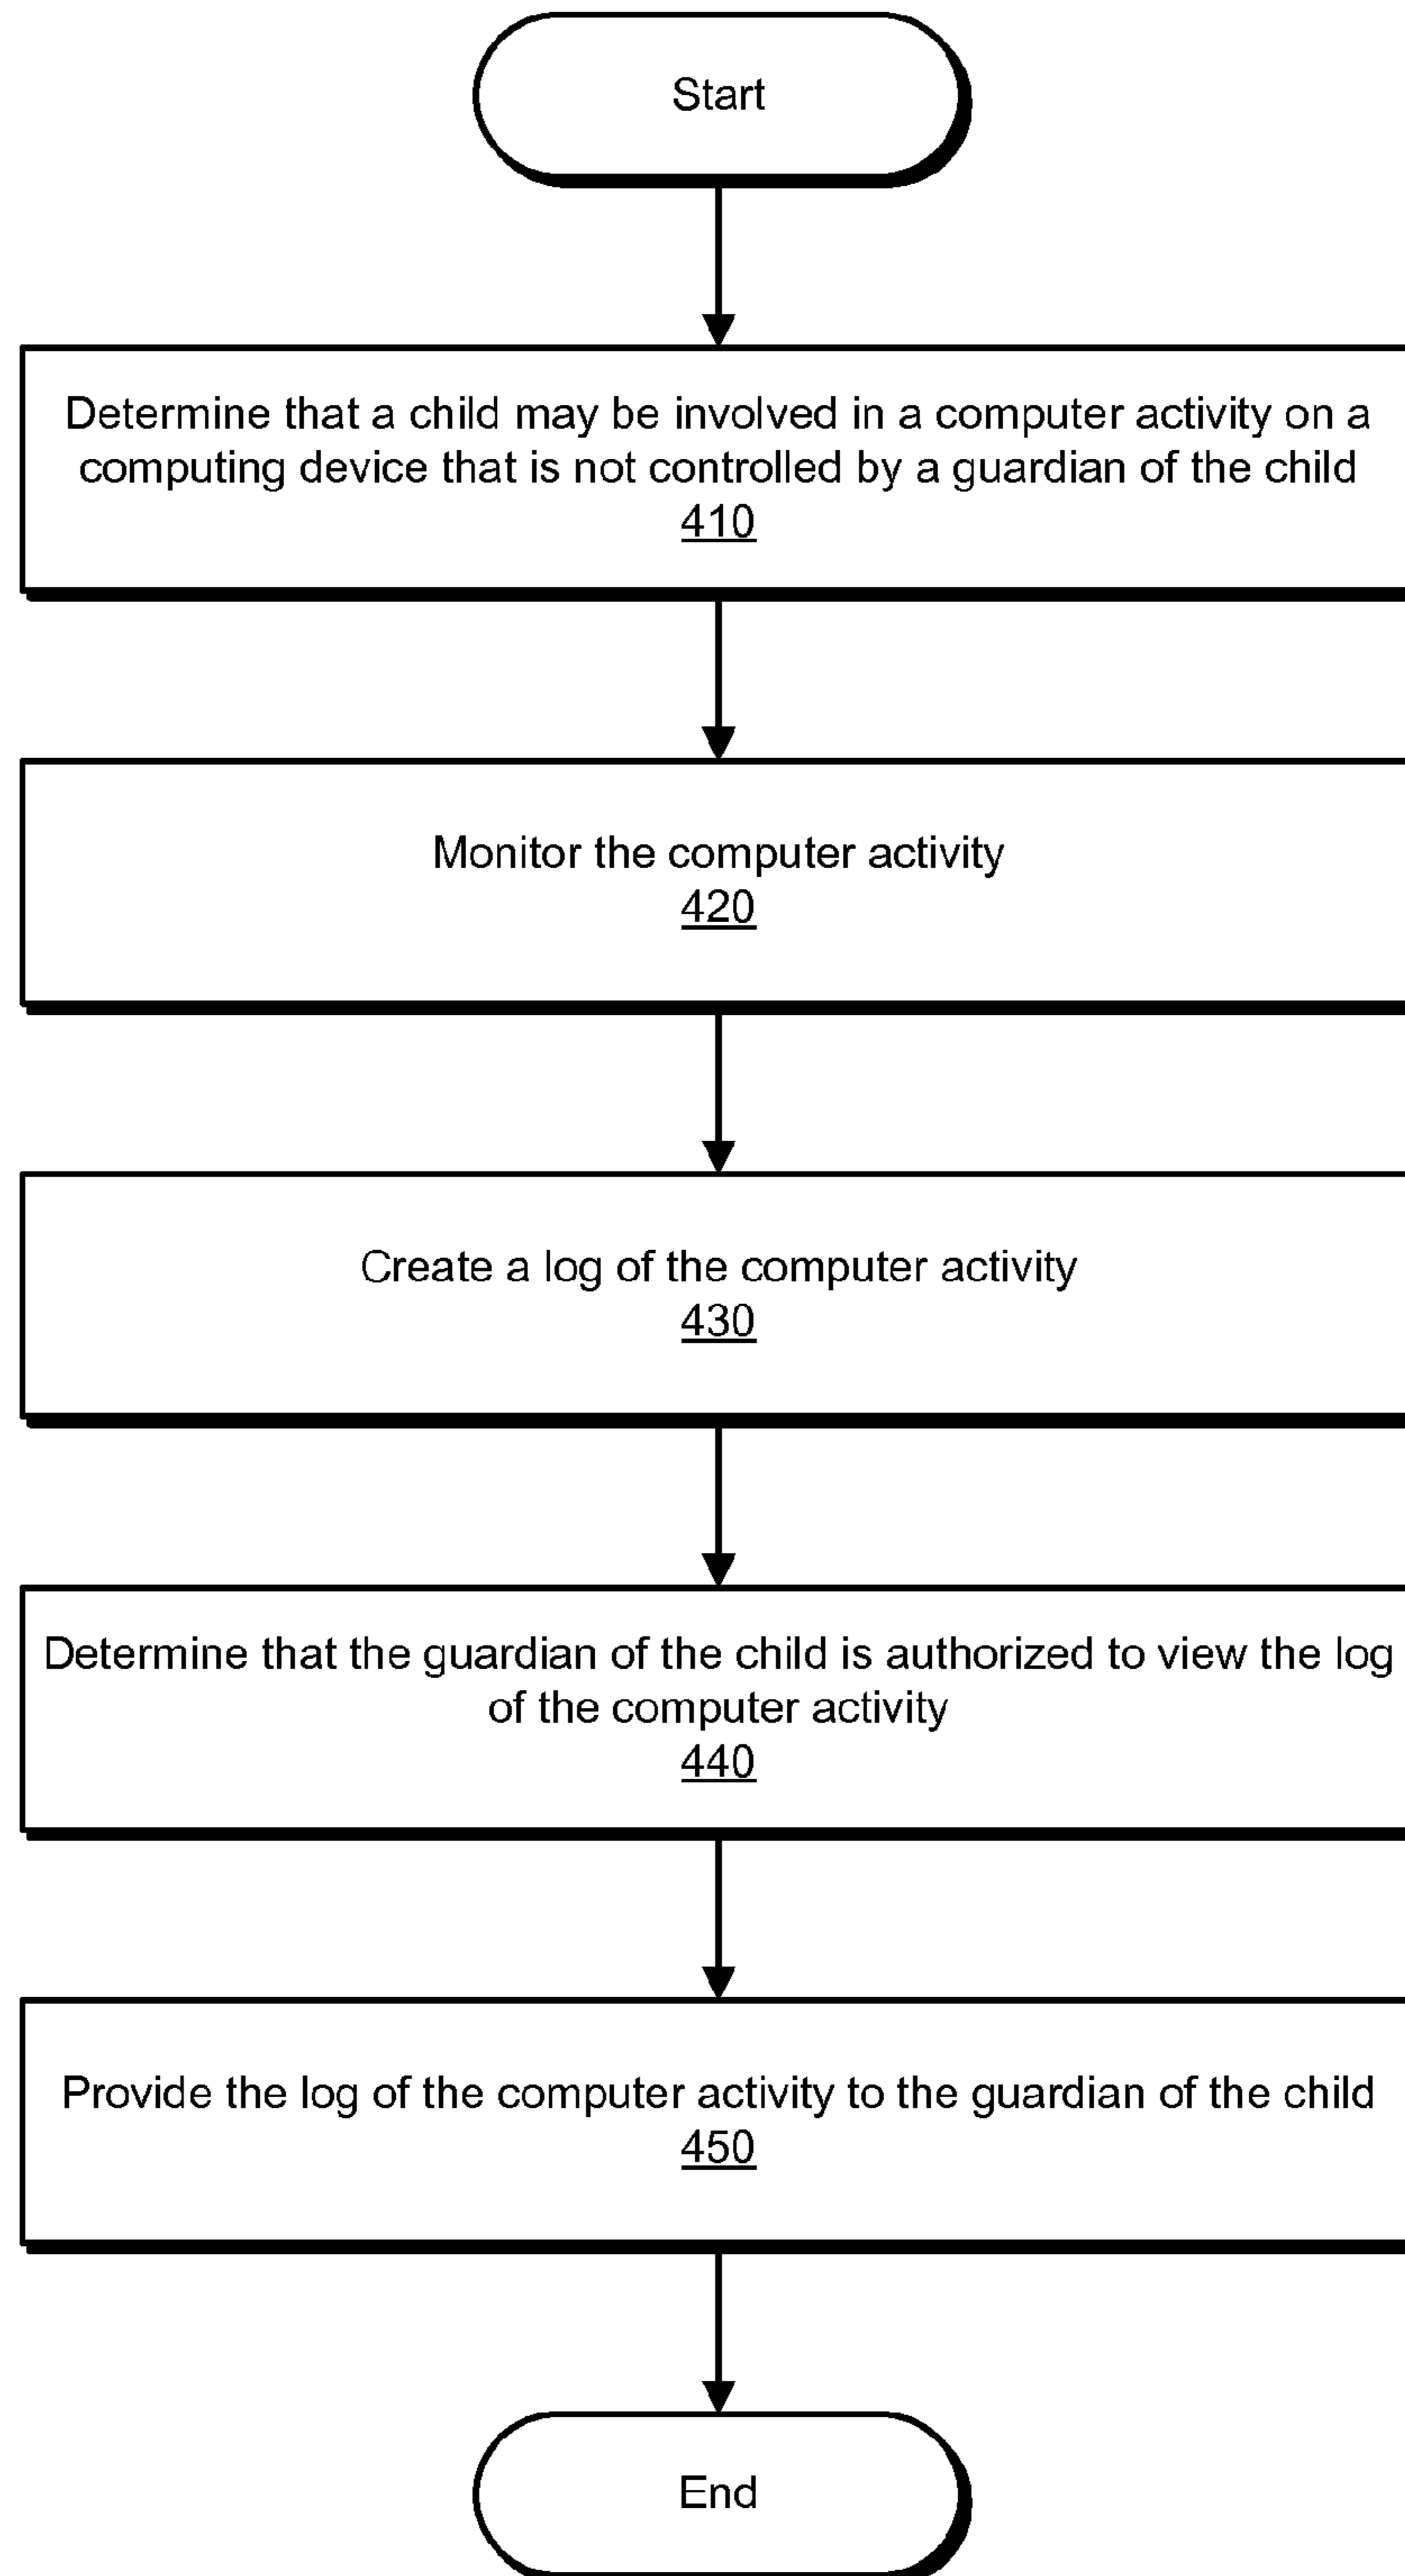 Start
Determine that a child may be involved in a computer activity on a
computing device that is not controlled by a guardian of the child
410
Monitor the computer activity
420
Create a log of the computer activity
430
Determine that the guardian of the child is authorized to view the log
of the computer activity
440
Provide the log of the computer activity to the guardian of the child
450
End